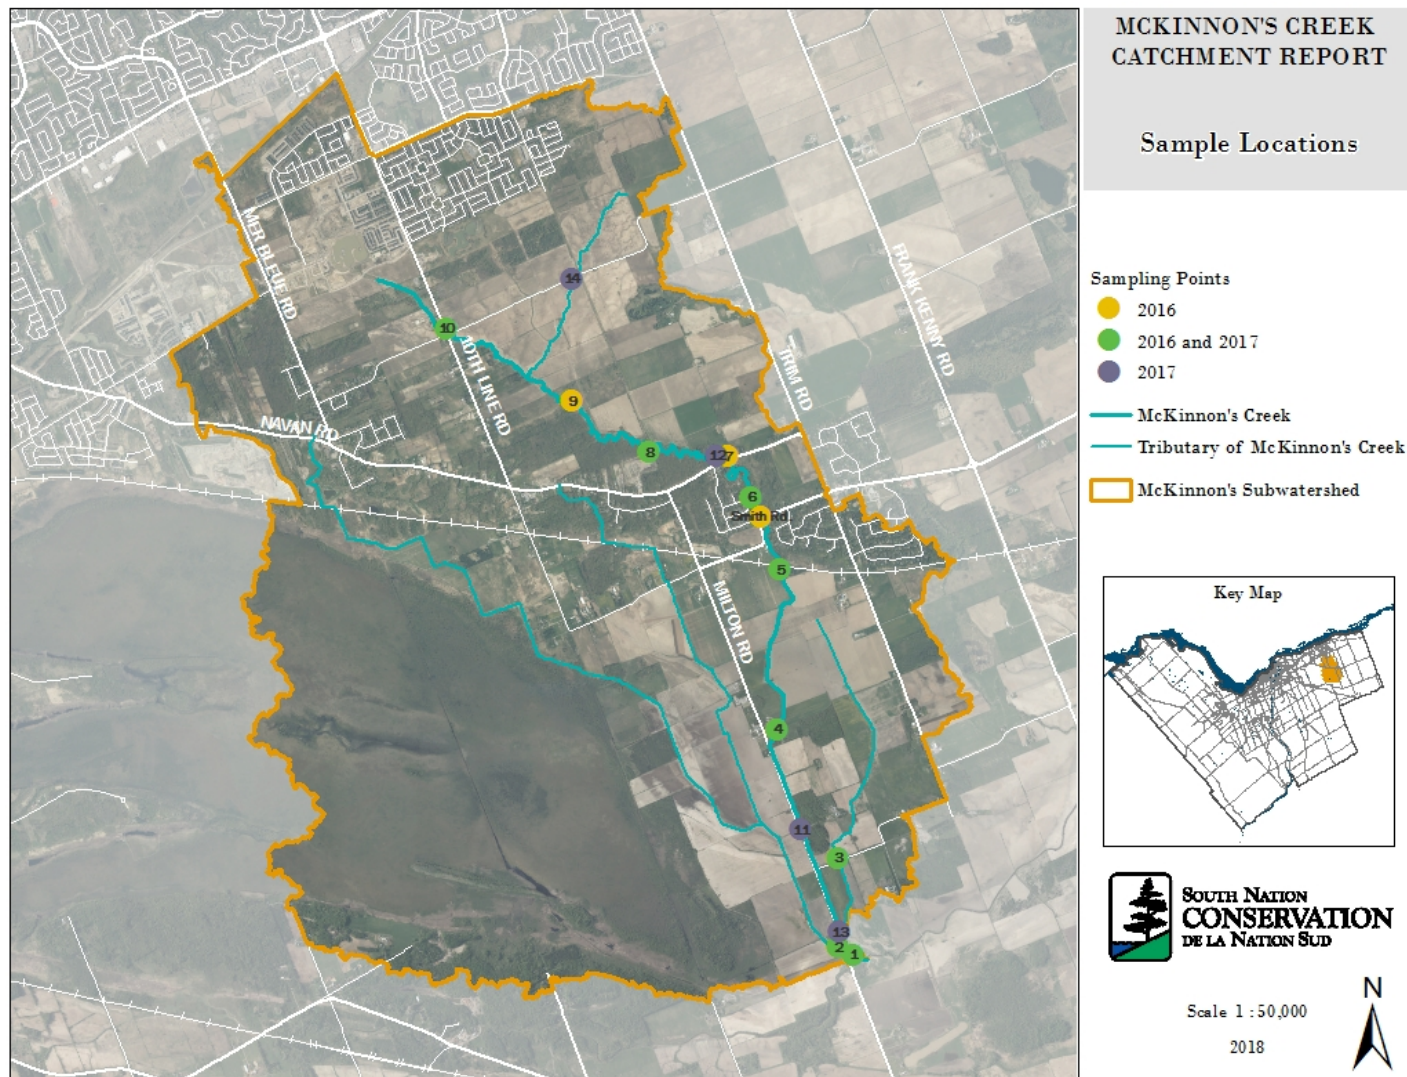 MCKINNON'S CREEK
CATCHMENT REPORT
Sample Locations
Sampling Points
2016
2016 and 2017
2017
McKinnon's Creek
Tributary of McKinnon's Creek
McKinnon's Subwatershed
Key Map
SOUTH NATION
CONSERVATION
DE LA NATION SUD
Scale 1 : 50,000
2018
N
MER BLEUE RD
10TH LINE RD
TRIM RD
FRANK KENNY RD
NAVAN RD
MILTON RD
Smith Rd
14
10
9
8
12
7
6
5
4
11
3
13
2
1